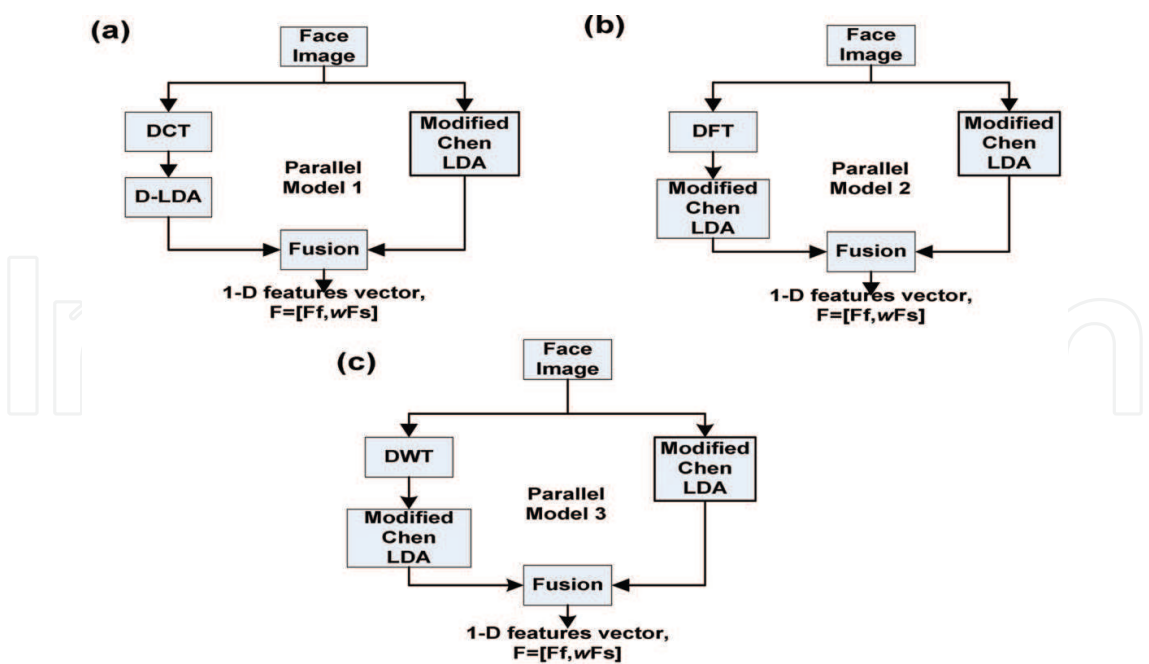 (a)
Face
Image
DCT
Modified
Chen
LDA
Parallel
Model 1
D-LDA
Fusion
1-D features vector,
F=[Ff,wFs]
(b)
Face
Image
DFT
Modified
Chen
LDA
Parallel
Model 2
Modified
Chen
LDA
Fusion
1-D features vector,
F=[Ff,wFs]
(c)
Face
Image
DWT
Modified
Chen
LDA
Parallel
Model 3
Modified
Chen
LDA
Fusion
1-D features vector,
F=[Ff,wFs]